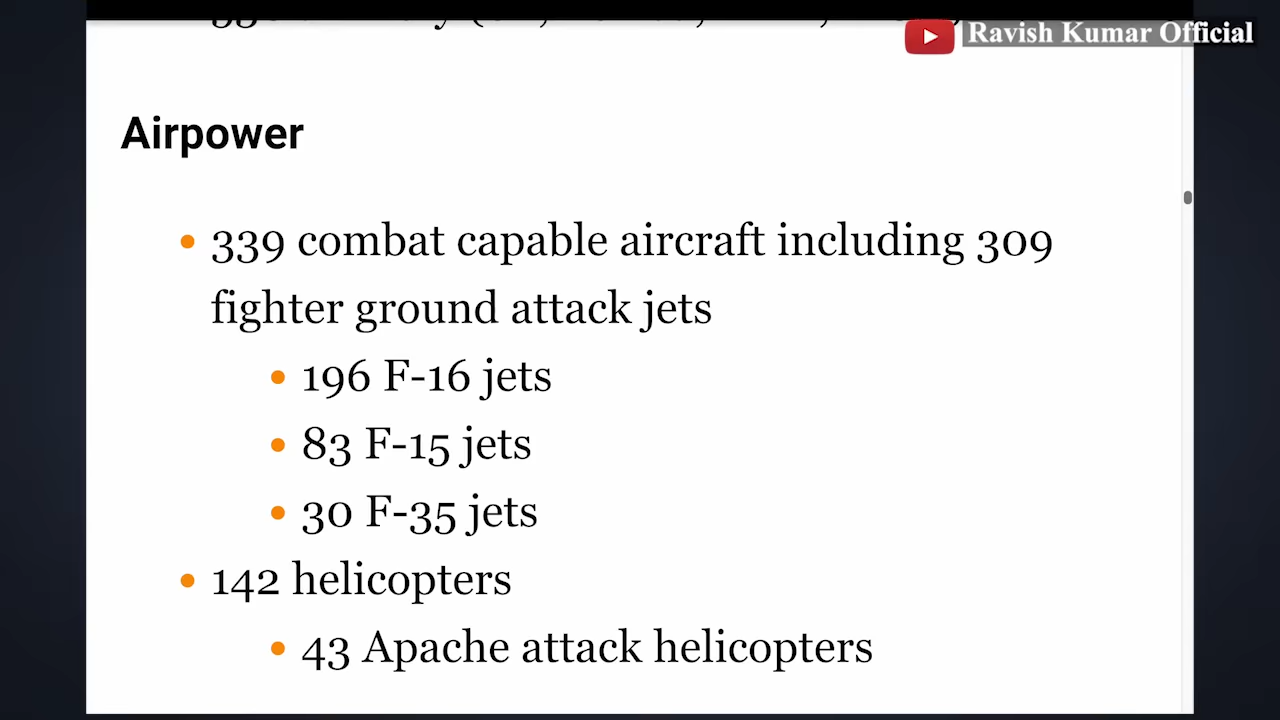 Ravish Kumar Official
Airpower
339 combat capable aircraft including 309
fighter ground attack jets
196 F-16 jets
83 F-15 jets
30 F-35 jets
142 helicopters
43 Apache attack helicopters